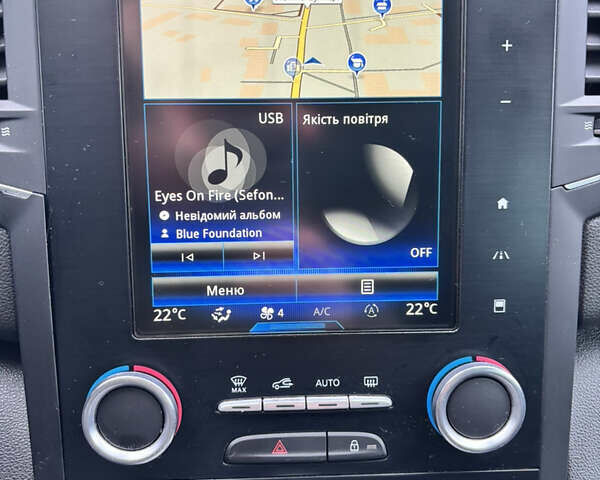 USB
Eyes On Fire (Sefon...
Невідомий альбом
Blue Foundation
Якість повітря
OFF
Меню
22°C
4
A/C
A
22°C
MAX
AUTO